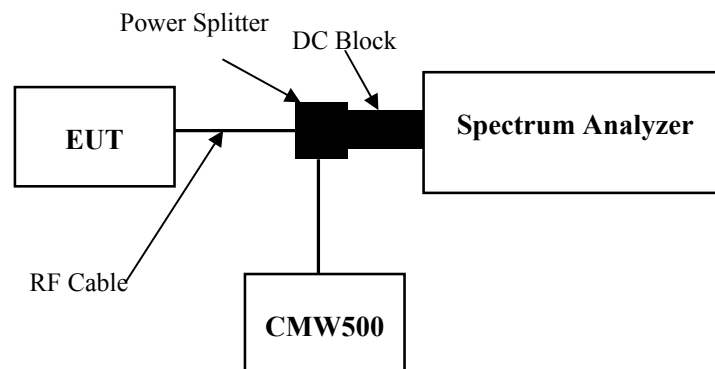 Power Splitter
DC Block
EUT
Spectrum Analyzer
RF Cable
CMW500